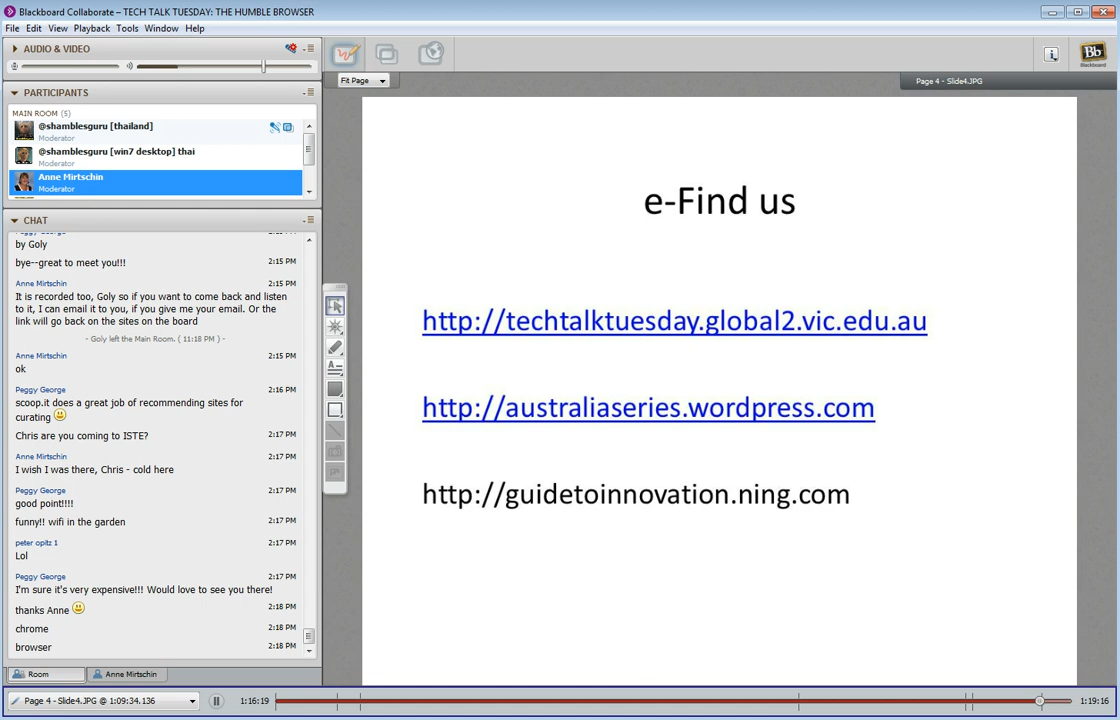 Blackboard Collaborate – TECH TALK TUESDAY: THE HUMBLE BROWSER
File Edit View Playback Tools Window Help
AUDIO & VIDEO
PARTICIPANTS
MAIN ROOM (5)
@shamblesguru [thailand]
Moderator
@shamblesguru [win7 desktop] thai
Moderator
Anne Mirtschin
Moderator
CHAT
by Goly
bye--great to meet you!!! 2:15 PM
Anne Mirtschin 2:15 PM
It is recorded too, Goly so if you want to come back and listen
to it, I can email it to you, if you give me your email. Or the
link will go back on the sites on the board
- Goly left the Main Room. ( 11:18 PM ) -
Anne Mirtschin 2:15 PM
ok
Peggy George 2:16 PM
scoop.it does a great job of recommending sites for
curating
Chris are you coming to ISTE? 2:17 PM
Anne Mirtschin 2:17 PM
I wish I was there, Chris - cold here
Peggy George 2:17 PM
good point!!!!
funny!! wifi in the garden 2:17 PM
peter opitz 1 2:17 PM
Lol
Peggy George 2:17 PM
I'm sure it's very expensive!!! Would love to see you there!
thanks Anne 2:18 PM
chrome 2:18 PM
browser 2:18 PM
Room Anne Mirtschin
Fit Page
Page 4 - Slide4.JPG
Bb
Blackboard
e-Find us
http://techtalktuesday.global2.vic.edu.au
http://australiaseries.wordpress.com
http://guidetoinnovation.ning.com
Page 4 - Slide4.JPG @ 1:09:34.136 1:16:19 1:19:16